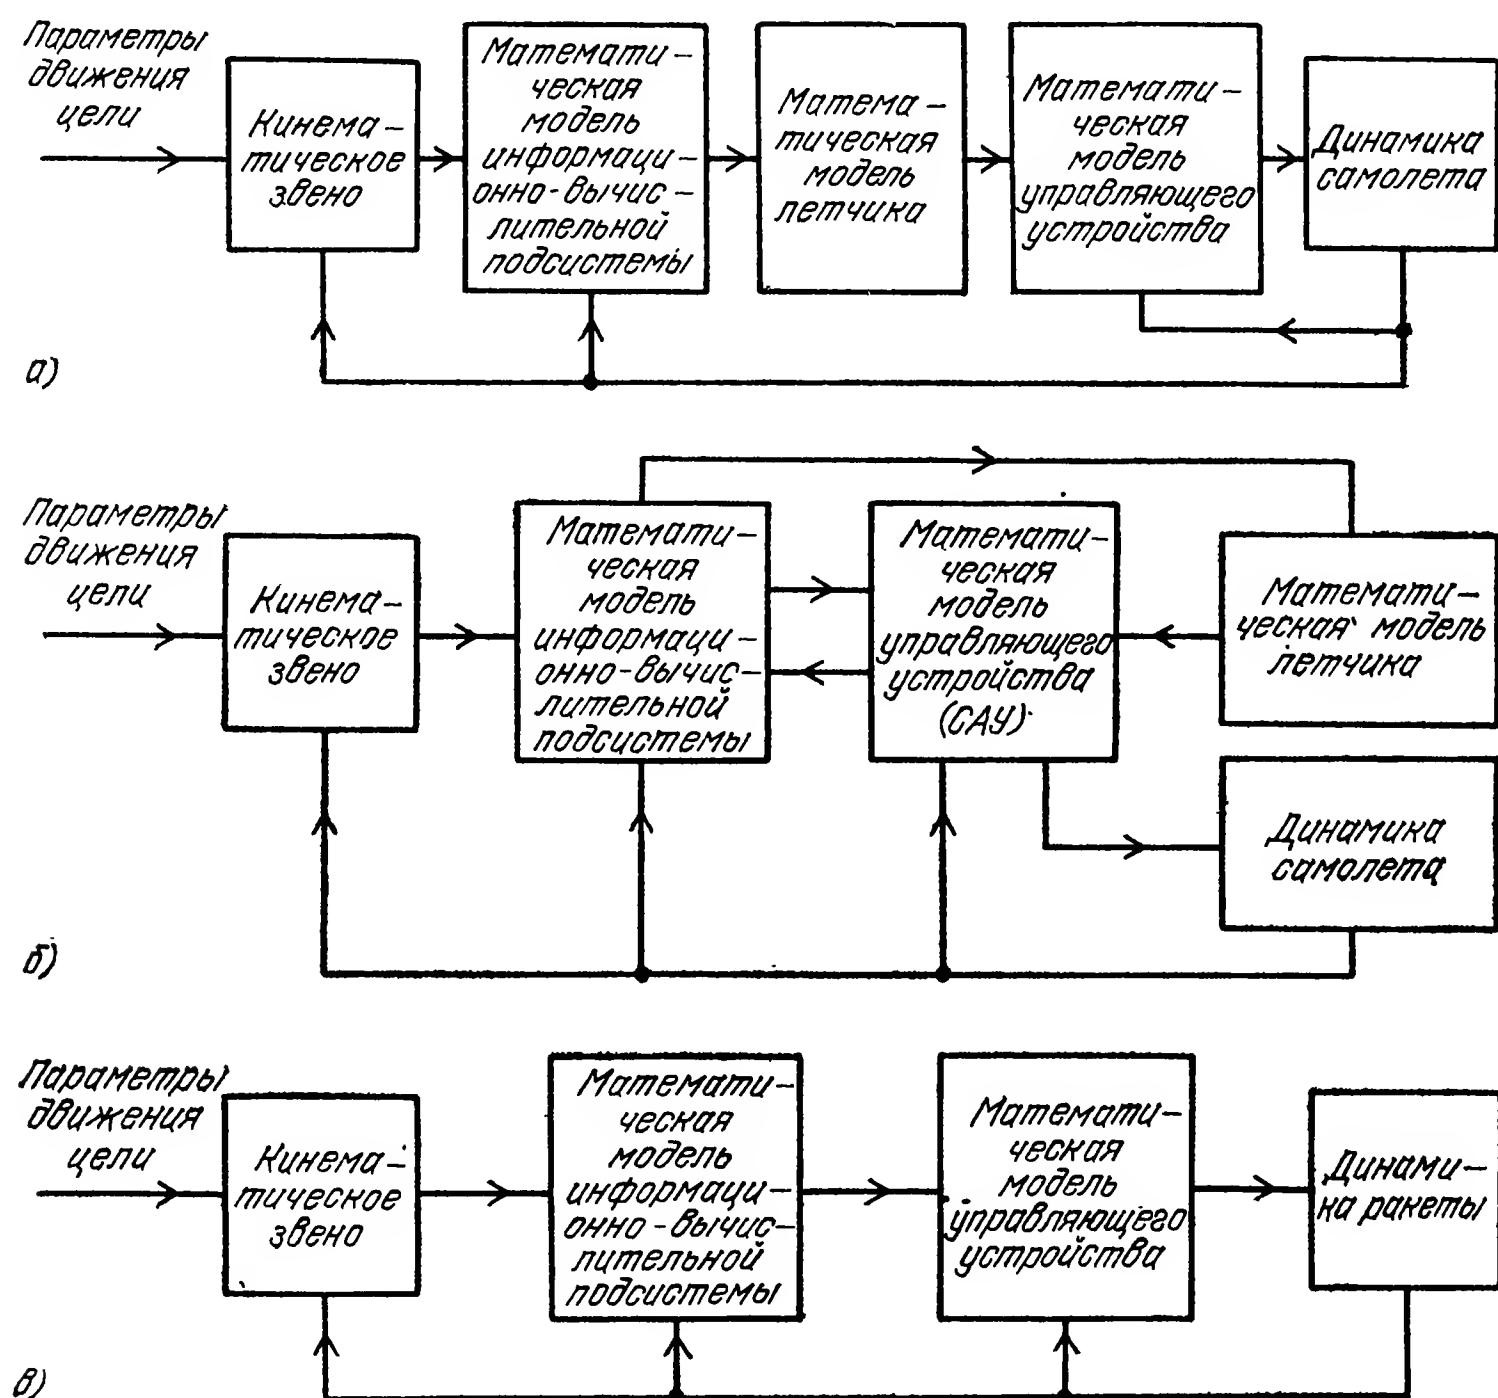 Параметры
движения
цели
Кинема-
тическое
звено
Математи-
ческая
модель
информаци-
онно-вычис-
лительной
подсистемы
Матема-
тическая
модель
летчика
Математи-
ческая
модель
управляющего
устройства
Динамика
самолета
а)
Параметры
движения
цели
Кинема-
тическое
звено
Математи-
ческая
модель
информаци-
онно-вычис-
лительной
подсистемы
Математи-
ческая
модель
управляющего
устройства
(САУ)
Математи-
ческая модель
летчика
Динамика
самолета
б)
Параметры
движения
цели
Кинема-
тическое
звено
Математи-
ческая
модель
информаци-
онно-вычис-
лительной
подсистемы
Математи-
ческая
модель
управляющего
устройства
Динами-
ка ракеты
в)